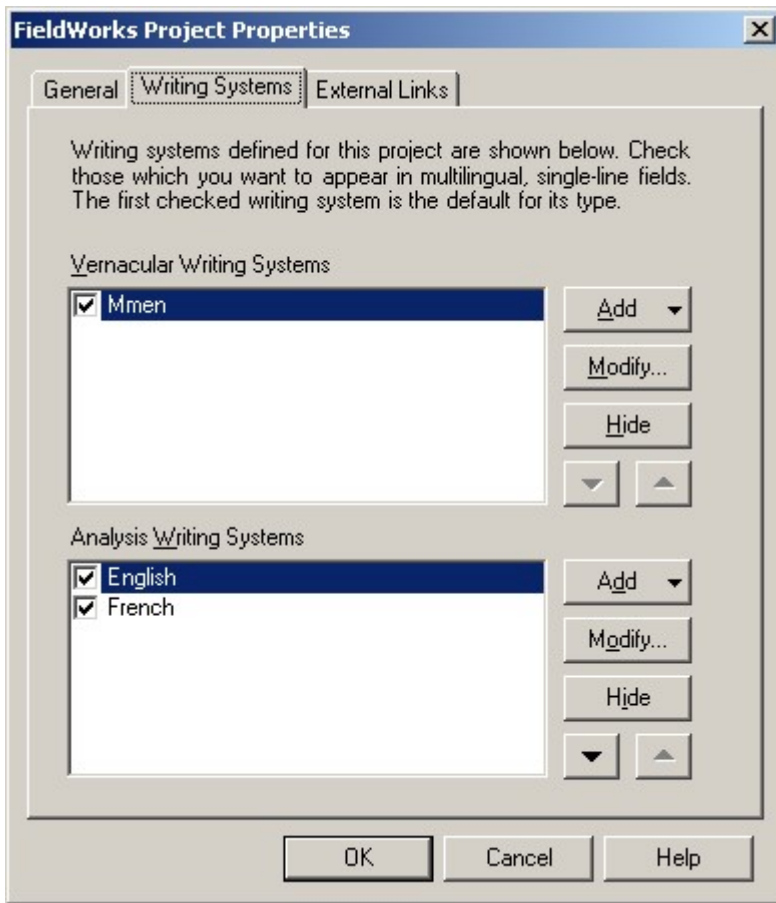 FieldWorks Project Properties
General
Writing Systems
External Links
Writing systems defined for this project are shown below. Check
those which you want to appear in multilingual, single-line fields.
The first checked writing system is the default for its type.
Vernacular Writing Systems
Mmen
Add
Modify...
Hide
Analysis Writing Systems
English
French
Add
Modify...
Hide
OK
Cancel
Help